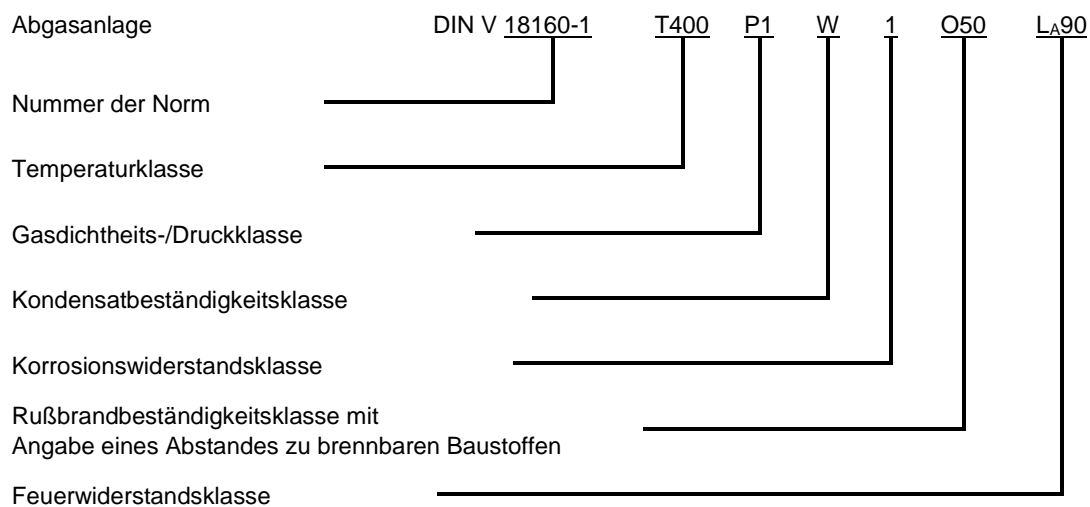 Abgasanlage DIN V 18160-1 T400 P1 W 1 O50 LA90
Nummer der Norm
Temperaturklasse
Gasdichtheits-/Druckklasse
Kondensatbeständigkeitsklasse
Korrosionswiderstandsklasse
Rußbrandbeständigkeitsklasse mit
Angabe eines Abstandes zu brennbaren Baustoffen
Feuerwiderstandsklasse